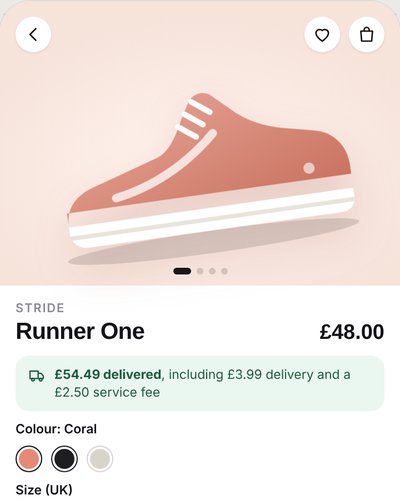 STRIDE
Runner One
£48.00
£54.49 delivered, including £3.99 delivery and a
£2.50 service fee
Colour: Coral
Size (UK)